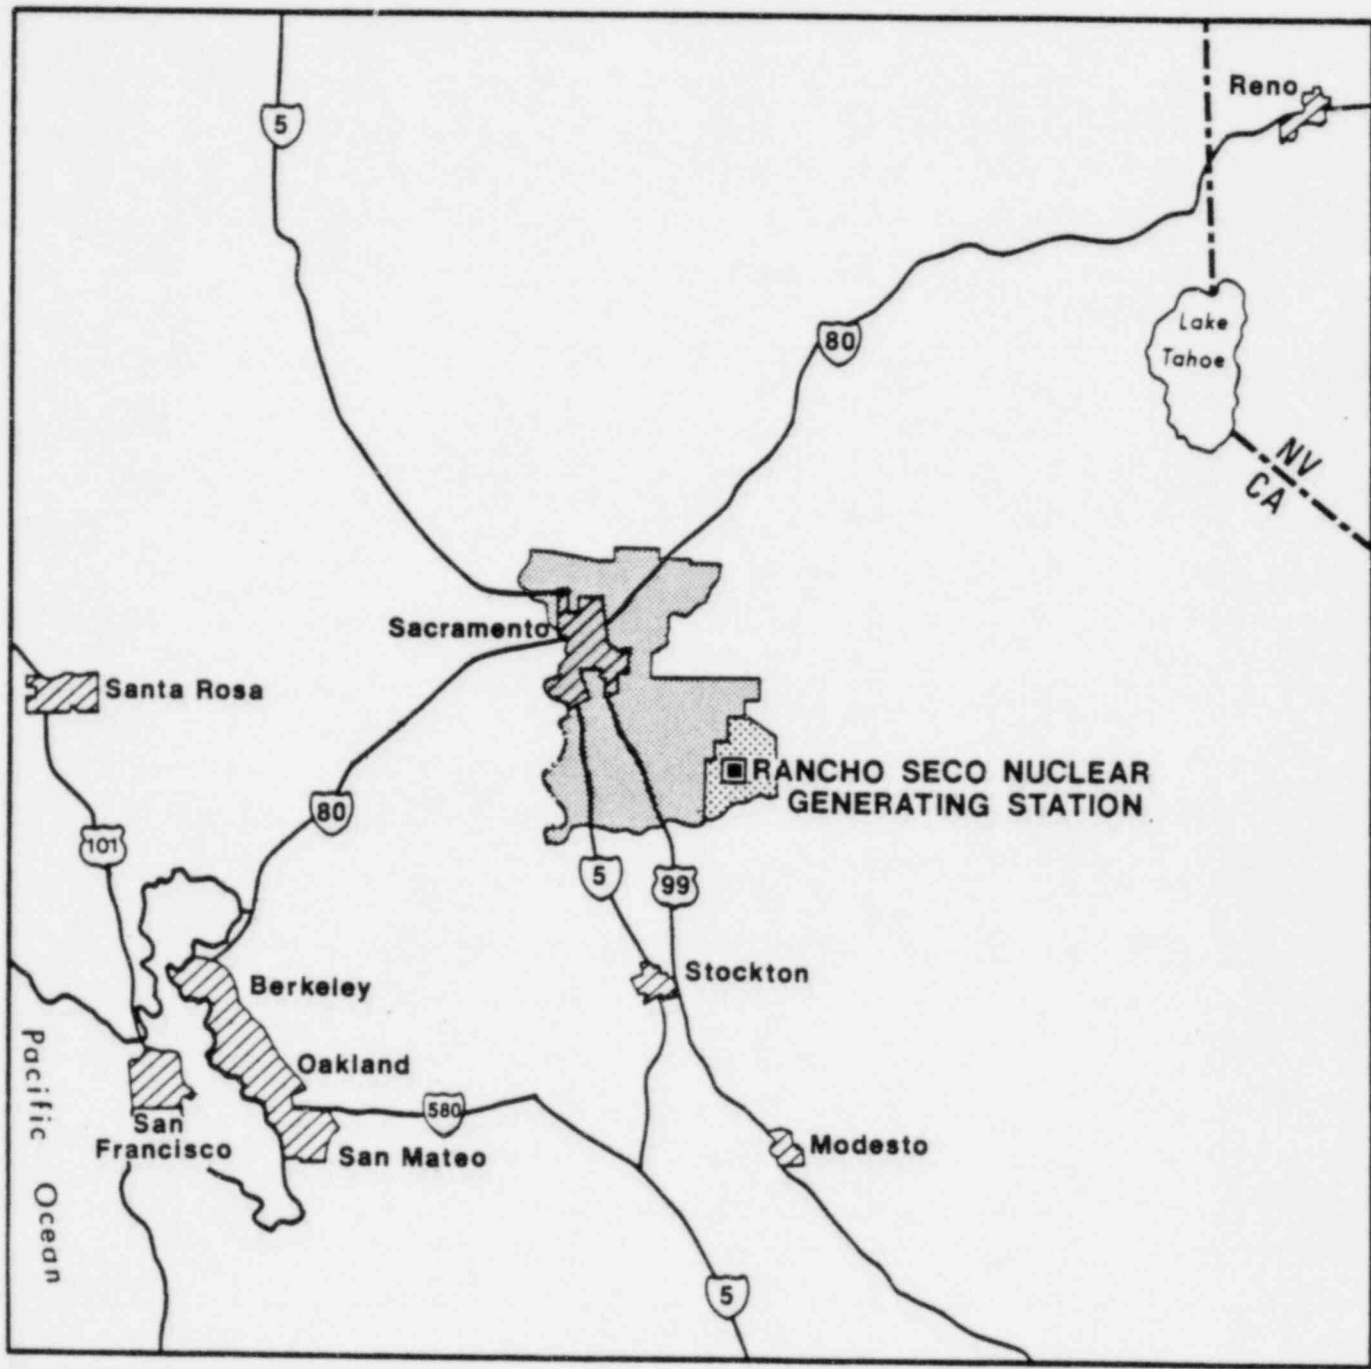 Reno
5
Lake
Tahoe
80
NV
CA
Sacramento
Santa Rosa
RANCHO SECO NUCLEAR
GENERATING STATION
80
101
5
99
Stockton
Berkeley
Pacific Ocean
Oakland
580
San
Francisco
San Mateo
Modesto
5